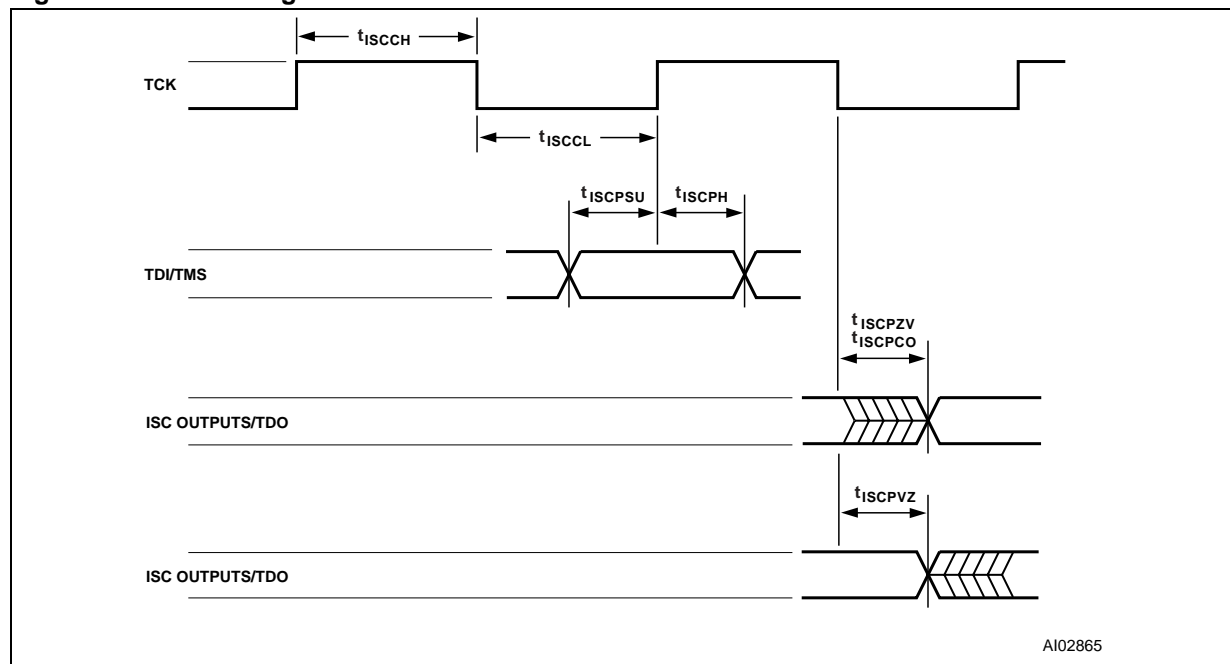 tISCCH
TCK
tISCCL
tISCPSU
tISCPH
TDI/TMS
tISCPZV
tISCPCO
ISC OUTPUTS/TDO
tISCPVZ
ISC OUTPUTS/TDO
AI02865